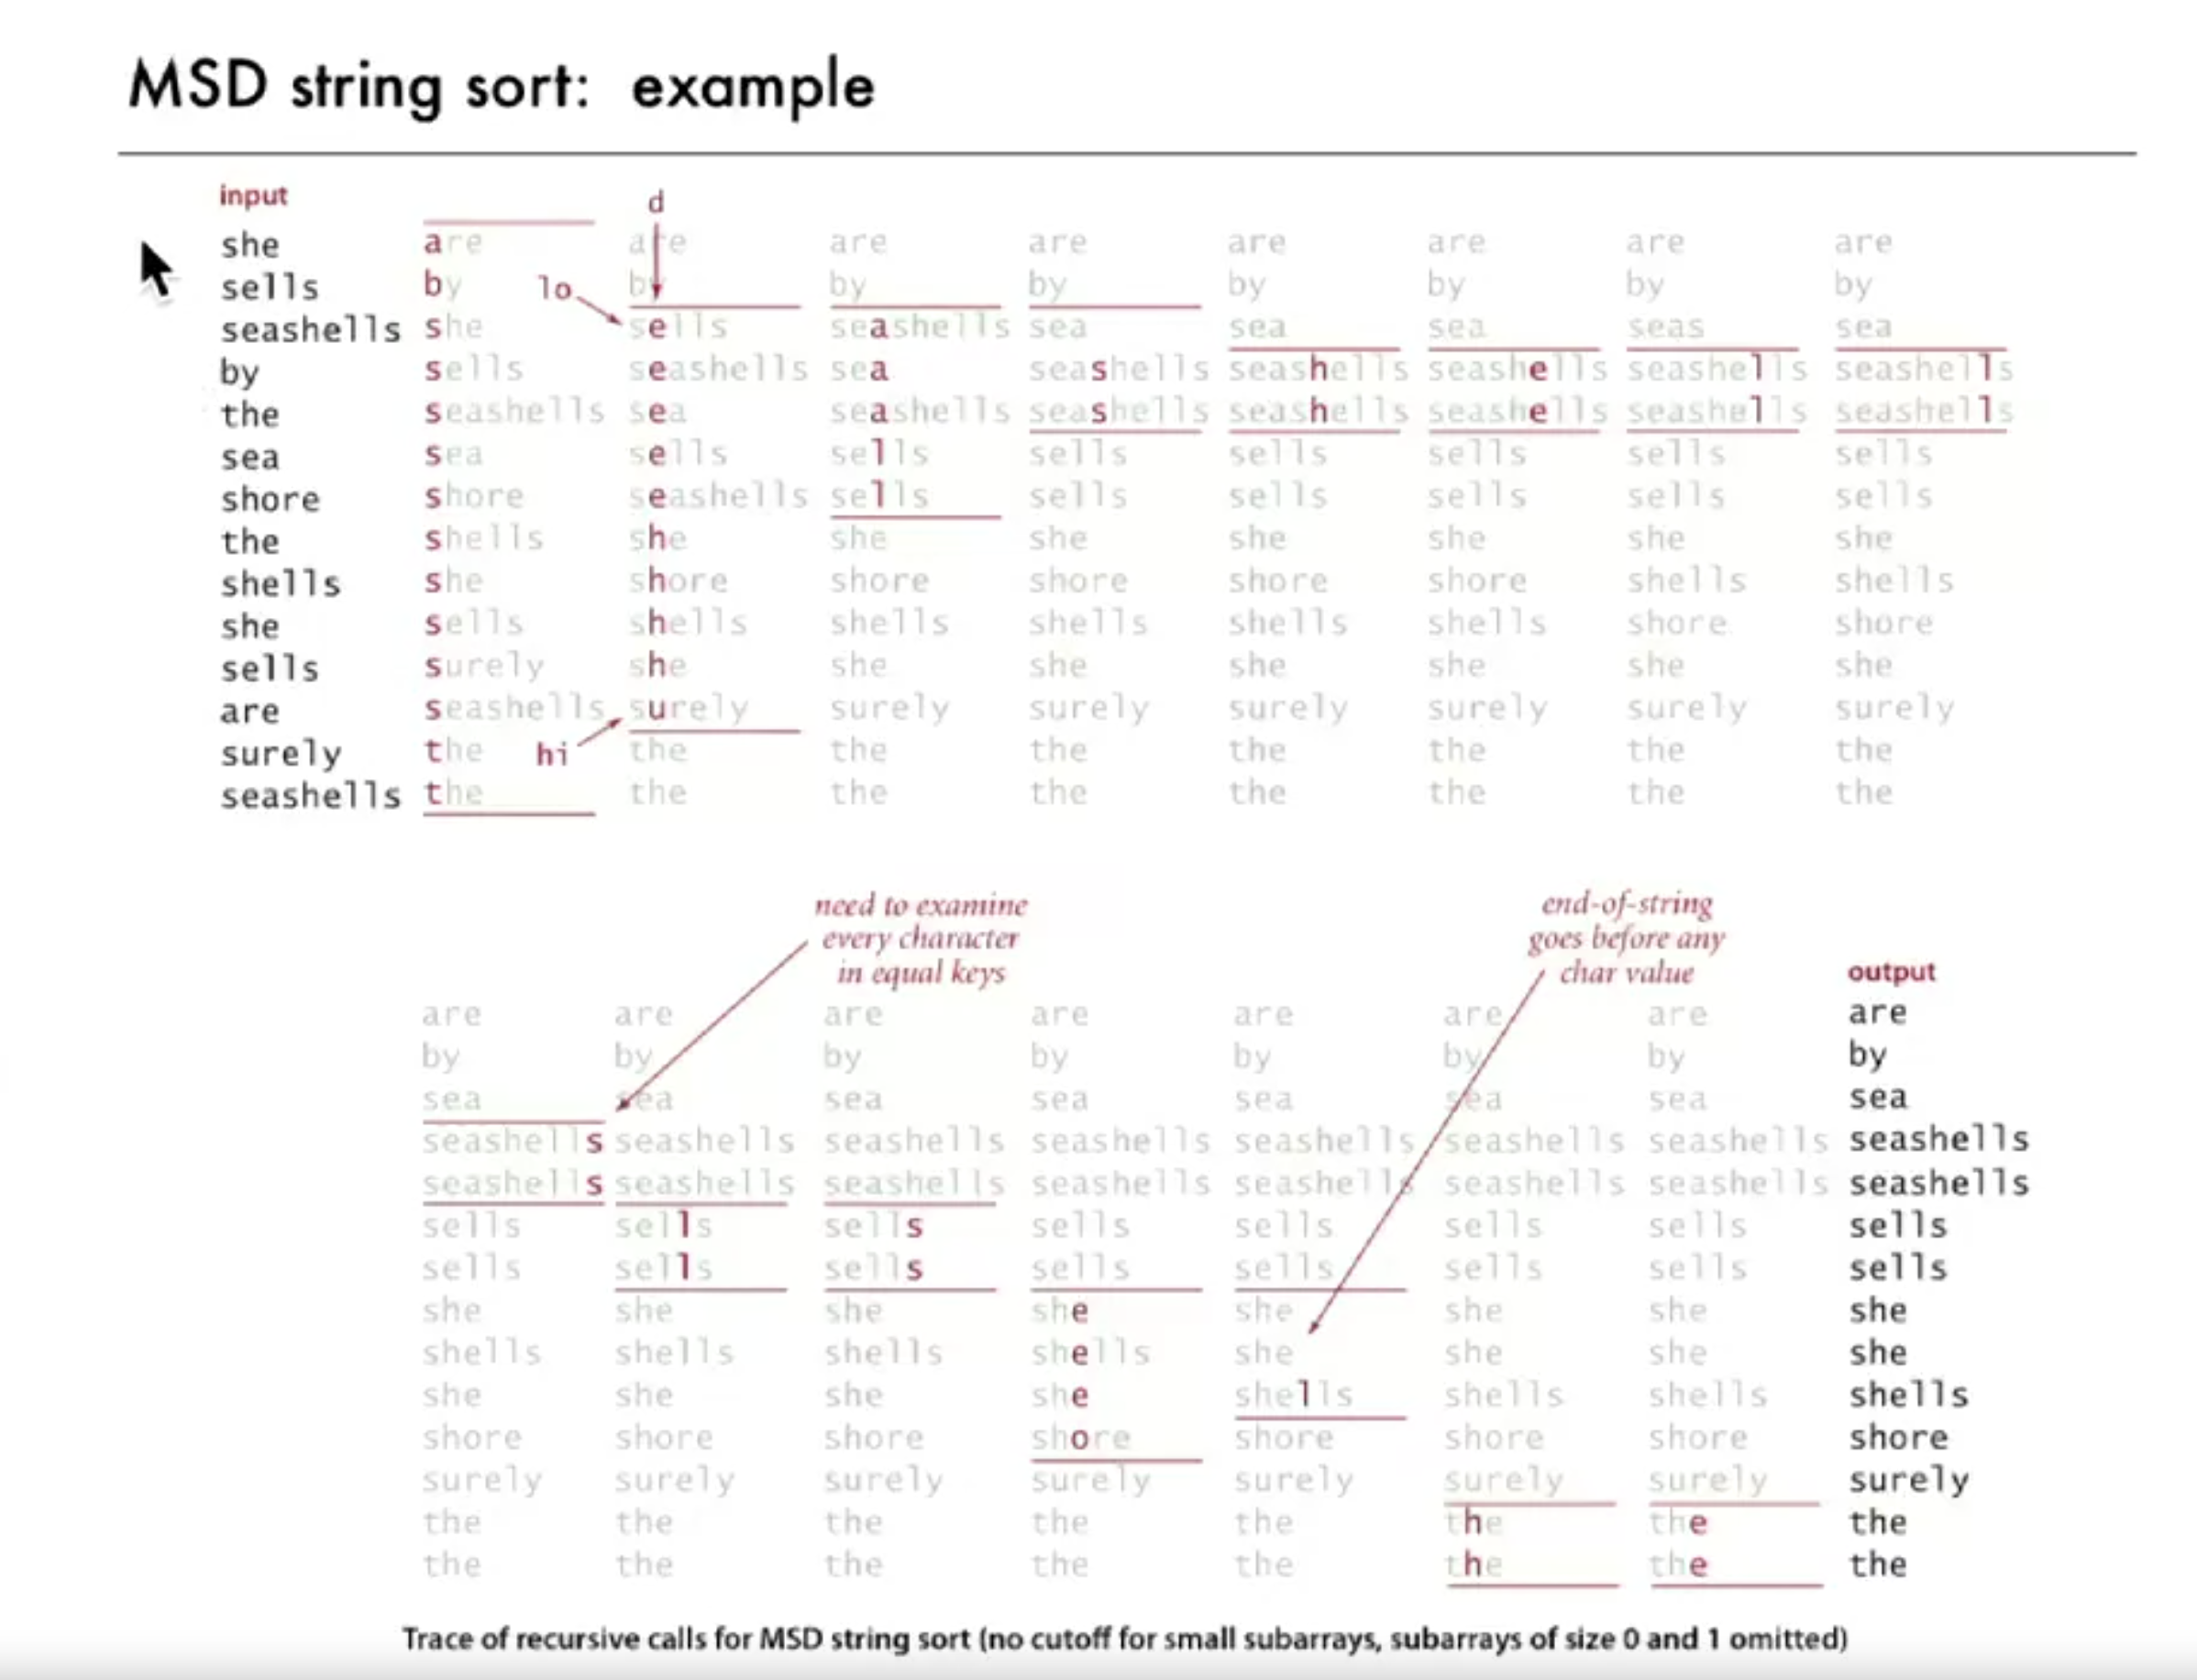 MSD string sort: example
input d
she are are are are are are are are
sells by lo by by by by by by by
seashells she sells seashells sea sea sea seas sea
by sells seashells sea seashells seashells seashells seashells seashells
the seashells sea seashells seashells seashells seashells seashells seashells
sea sea sells sells sells sells sells sells sells
shore shore seashells sells sells sells sells sells sells
the shells she she she she she she she
shells she shore shore shore shore shore shells shells
she sells shells shells shells shells shells shore shore
sells surely she she she she she she she
are seashells surely surely surely surely surely surely surely
surely the hi the the the the the the the
seashells the the the the the the the the
need to examine
every character
in equal keys
end-of-string
goes before any
char value
output
are are are are are are are are
by by by by by by by by
sea sea sea sea sea sea sea sea
seashells seashells seashells seashells seashells seashells seashells seashells
seashells seashells seashells seashells seashells seashells seashells seashells
sells sells sells sells sells sells sells sells
sells sells sells sells sells sells sells sells
she she she she she she she she
shells shells shells shells she she she she
she she she she shells shells shells shells
shore shore shore shore shore shore shore shore
surely surely surely surely surely surely surely surely
the the the the the the the the
the the the the the the the the
Trace of recursive calls for MSD string sort (no cutoff for small subarrays, subarrays of size 0 and 1 omitted)